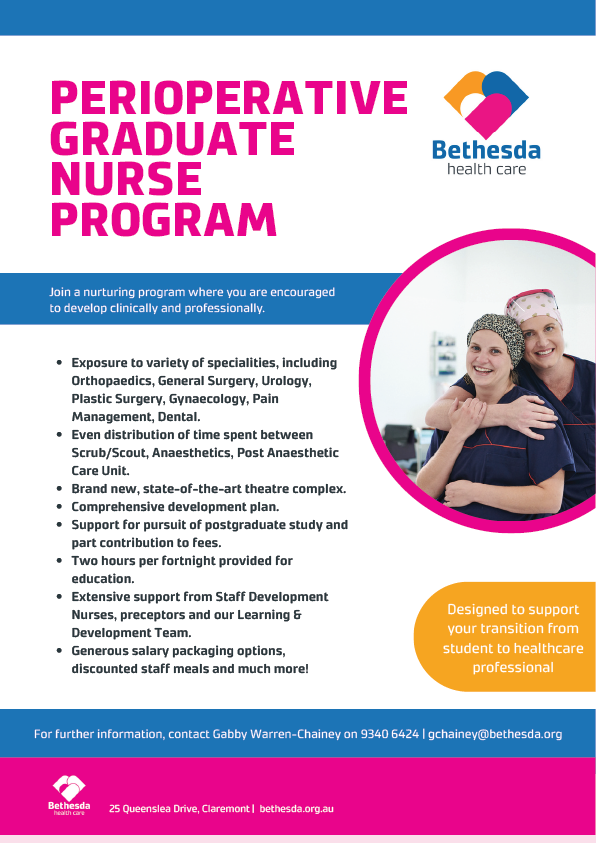 PERIOPERATIVE
GRADUATE
NURSE
PROGRAM
Bethesda
health care
Join a nurturing program where you are encouraged
to develop clinically and professionally.
• Exposure to variety of specialities, including
Orthopaedics, General Surgery, Urology,
Plastic Surgery, Gynaecology, Pain
Management, Dental.
• Even distribution of time spent between
Scrub/Scout, Anaesthetics, Post Anaesthetic
Care Unit.
• Brand new, state-of-the-art theatre complex.
• Comprehensive development plan.
• Support for pursuit of postgraduate study and
part contribution to fees.
• Two hours per fortnight provided for
education.
• Extensive support from Staff Development
Nurses, preceptors and our Learning &
Development Team.
• Generous salary packaging options,
discounted staff meals and much more!
Designed to support
your transition from
student to healthcare
professional
For further information, contact Gabby Warren-Chainey on 9340 6424 | gchainey@bethesda.org
Bethesda
health care
25 Queenslea Drive, Claremont | bethesda.org.au